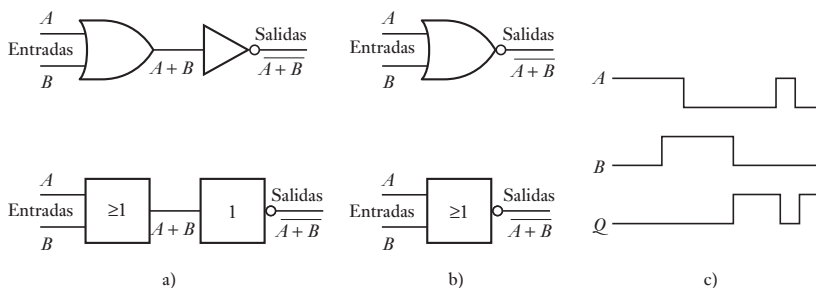 A
Entradas
B
A + B
Salidas
A + B
A
Entradas
B
Salidas
A + B
A
B
Q
A
Entradas
B
≥1
A + B
1
Salidas
A + B
A
Entradas
B
≥1
Salidas
A + B
a)
b)
c)